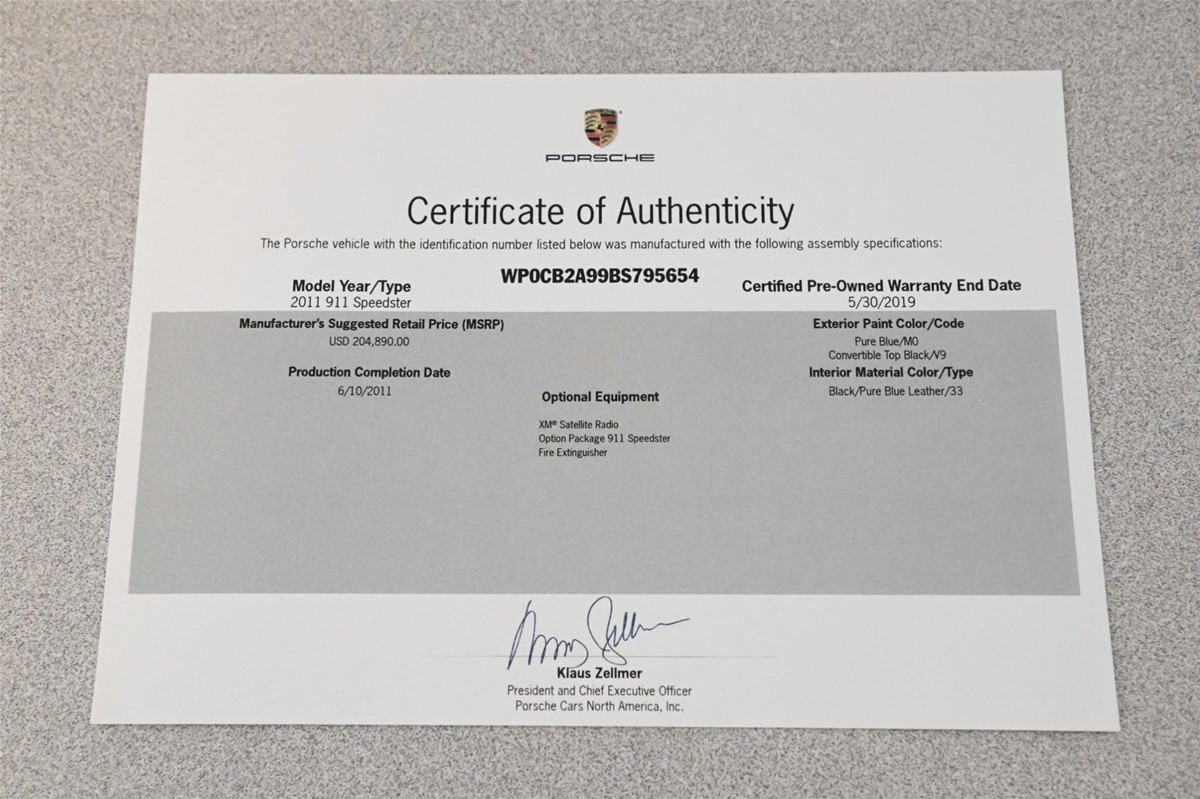 PORSCHE
Certificate of Authenticity
The Porsche vehicle with the identification number listed below was manufactured with the following assembly specifications:
WP0CB2A99BS795654
Model Year/Type
2011 911 Speedster
Certified Pre-Owned Warranty End Date
5/30/2019
Manufacturer's Suggested Retail Price (MSRP)
USD 204,890.00
Production Completion Date
6/10/2011
Exterior Paint Color/Code
Pure Blue/M0
Convertible Top Black/V9
Interior Material Color/Type
Black/Pure Blue Leather/33
Optional Equipment
XM® Satellite Radio
Option Package 911 Speedster
Fire Extinguisher
Klaus Zellmer
President and Chief Executive Officer
Porsche Cars North America, Inc.